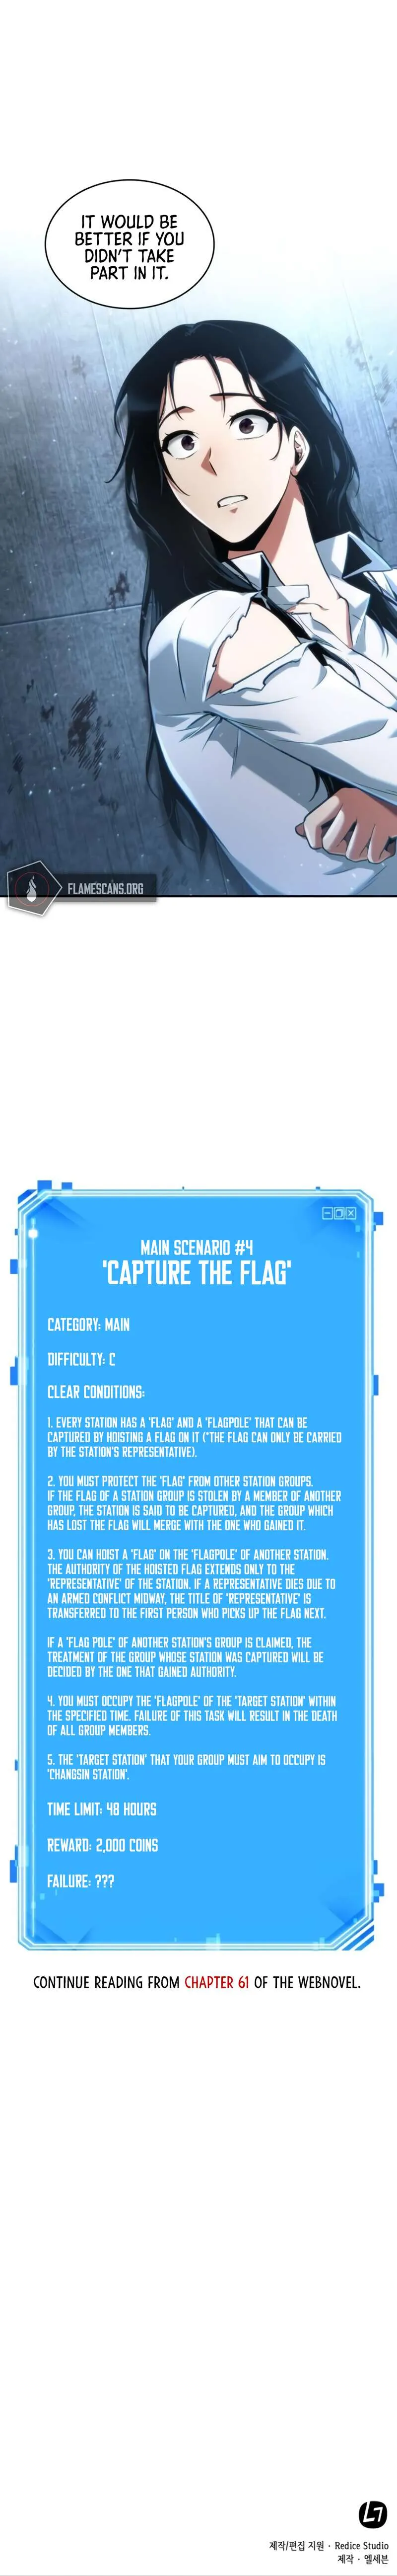 IT WOULD BE
BETTER IF YOU
DIDN'T TAKE
PART IN IT.
FLAMESCANS.ORG
MAIN SCENARIO #4
'CAPTURE THE FLAG'
CATEGORY: MAIN
DIFFICULTY: C
CLEAR CONDITIONS:
1. EVERY STATION HAS A 'FLAG' AND A 'FLAGPOLE' THAT CAN BE
CAPTURED BY HOISTING A FLAG ON IT (*THE FLAG CAN ONLY BE CARRIED
BY THE STATION'S REPRESENTATIVE).
2. YOU MUST PROTECT THE 'FLAG' FROM OTHER STATION GROUPS.
IF THE FLAG OF A STATION GROUP IS STOLEN BY A MEMBER OF ANOTHER
GROUP, THE STATION IS SAID TO BE CAPTURED, AND THE GROUP WHICH
HAS LOST THE FLAG WILL MERGE WITH THE ONE WHO GAINED IT.
3. YOU CAN HOIST A 'FLAG' ON THE 'FLAGPOLE' OF ANOTHER STATION.
THE AUTHORITY OF THE HOISTED FLAG EXTENDS ONLY TO THE
'REPRESENTATIVE' OF THE STATION. IF A REPRESENTATIVE DIES DUE TO
AN ARMED CONFLICT MIDWAY, THE TITLE OF 'REPRESENTATIVE' IS
TRANSFERRED TO THE FIRST PERSON WHO PICKS UP THE FLAG NEXT.
IF A 'FLAG POLE' OF ANOTHER STATION'S GROUP IS CLAIMED, THE
TREATMENT OF THE GROUP WHOSE STATION WAS CAPTURED WILL BE
DECIDED BY THE ONE THAT GAINED AUTHORITY.
4. YOU MUST OCCUPY THE 'FLAGPOLE' OF THE 'TARGET STATION' WITHIN
THE SPECIFIED TIME. FAILURE OF THIS TASK WILL RESULT IN THE DEATH
OF ALL GROUP MEMBERS.
5. THE 'TARGET STATION' THAT YOUR GROUP MUST AIM TO OCCUPY IS
'CHANGSIN STATION'.
TIME LIMIT: 48 HOURS
REWARD: 2,000 COINS
FAILURE: ???
CONTINUE READING FROM CHAPTER 61 OF THE WEBNOVEL.
제작/편집 지원 · Redice Studio
제작 · 엘세븐